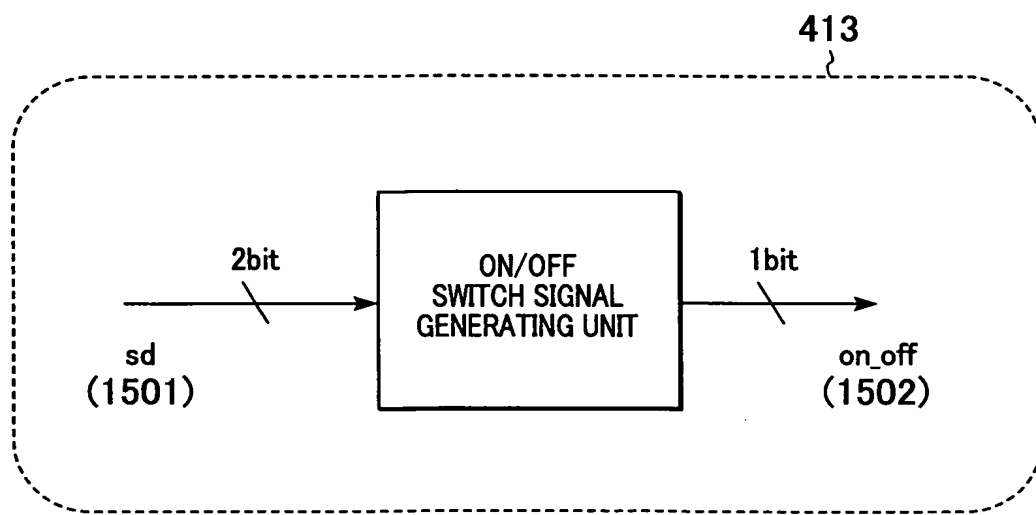 413
2bit
ON/OFF
SWITCH SIGNAL
GENERATING UNIT
1bit
sd
(1501)
on_off
(1502)